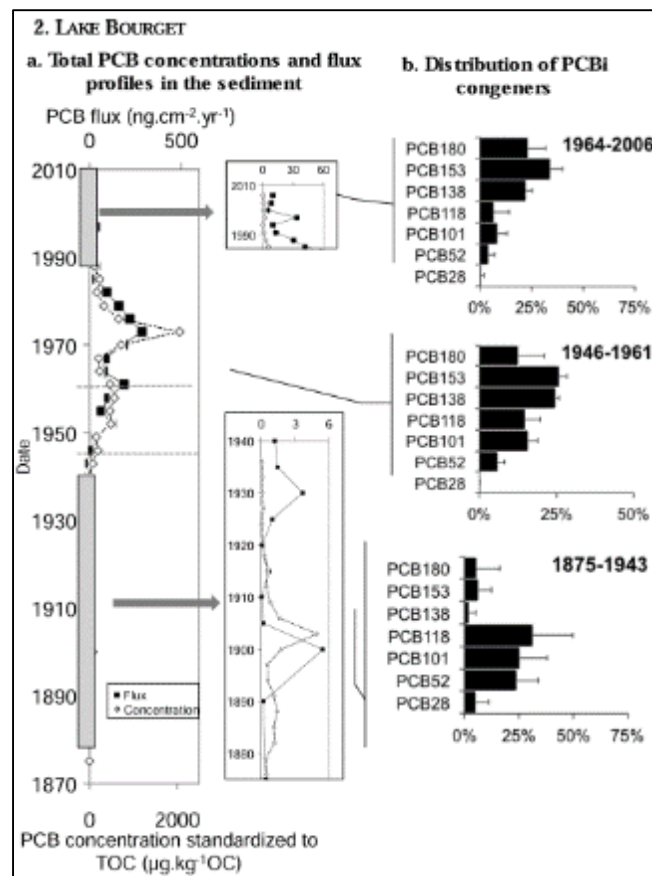 2. LAKE BOURGET
a. Total PCB concentrations and flux
profiles in the sediment
PCB flux (ng.cm-2.yr-1)
0 500
2010
1990
1970
1950
1930
1910
1890
1870
Date
0 2000
PCB concentration standardized to
TOC (µg.kg-1OC)
Flux
Concentration
0 30 60
2010
2000
1990
0 3 6
1940
1930
1920
1910
1900
1890
1880
b. Distribution of PCBi
congeners
1964-2006
PCB180
PCB153
PCB138
PCB118
PCB101
PCB52
PCB28
0% 25% 50% 75%
1946-1961
PCB180
PCB153
PCB138
PCB118
PCB101
PCB52
PCB28
0% 25% 50%
1875-1943
PCB180
PCB153
PCB138
PCB118
PCB101
PCB52
PCB28
0% 25% 50% 75%